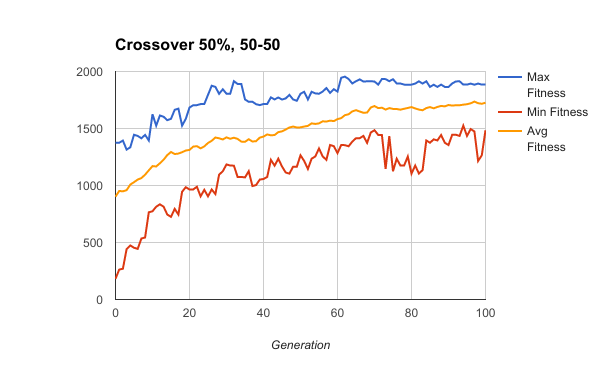 Crossover 50%, 50-50
2000
1500
1000
500
0
0 20 40 60 80 100
Generation
Max
Fitness
Min Fitness
Avg
Fitness